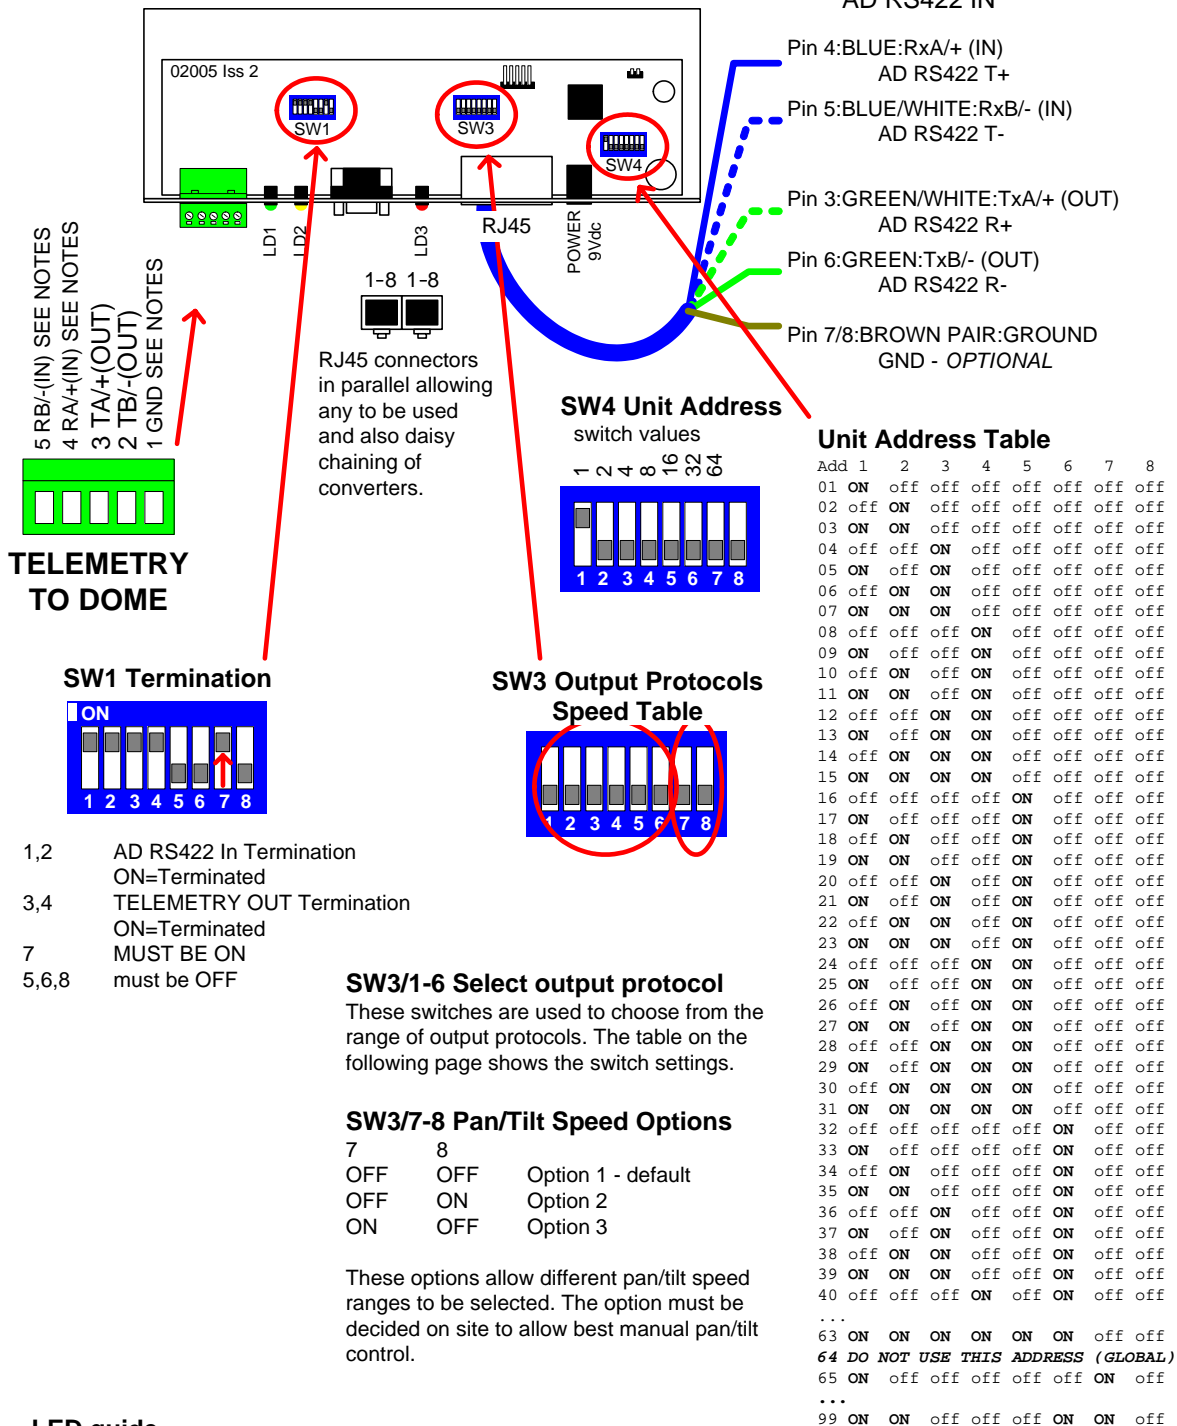 AD RS422 IN
02005 Iss 2
SW1
SW3
SW4
Pin 4:BLUE:RxA/+ (IN)
AD RS422 T+
Pin 5:BLUE/WHITE:RxB/- (IN)
AD RS422 T-
Pin 3:GREEN/WHITE:TxA/+ (OUT)
AD RS422 R+
Pin 6:GREEN:TxB/- (OUT)
AD RS422 R-
Pin 7/8:BROWN PAIR:GROUND
GND - OPTIONAL
LD1
LD2
LD3
RJ45
POWER
9Vdc
5 RB/-(IN) SEE NOTES
4 RA/+(IN) SEE NOTES
3 TA/+(OUT)
2 TB/-(OUT)
1 GND SEE NOTES
TELEMETRY
TO DOME
1-8 1-8
RJ45 connectors
in parallel allowing
any to be used
and also daisy
chaining of
converters.
SW4 Unit Address
switch values
1 2 4 8 16 32 64
1 2 3 4 5 6 7 8
SW1 Termination
ON
1 2 3 4 5 6 7 8
1,2 AD RS422 In Termination
ON=Terminated
3,4 TELEMETRY OUT Termination
ON=Terminated
7 MUST BE ON
5,6,8 must be OFF
SW3 Output Protocols
Speed Table
1 2 3 4 5 6 7 8
SW3/1-6 Select output protocol
These switches are used to choose from the
range of output protocols. The table on the
following page shows the switch settings.
SW3/7-8 Pan/Tilt Speed Options
7 8
OFF OFF Option 1 - default
OFF ON Option 2
ON OFF Option 3
These options allow different pan/tilt speed
ranges to be selected. The option must be
decided on site to allow best manual pan/tilt
control.
Unit Address Table
Add 1 2 3 4 5 6 7 8
01 ON off off off off off off off
02 off ON off off off off off off
03 ON ON off off off off off off
04 off off ON off off off off off
05 ON off ON off off off off off
06 off ON ON off off off off off
07 ON ON ON off off off off off
08 off off off ON off off off off
09 ON off off ON off off off off
10 off ON off ON off off off off
11 ON ON off ON off off off off
12 off off ON ON off off off off
13 ON off ON ON off off off off
14 off ON ON ON off off off off
15 ON ON ON ON off off off off
16 off off off off ON off off off
17 ON off off off ON off off off
18 off ON off off ON off off off
19 ON ON off off ON off off off
20 off off ON off ON off off off
21 ON off ON off ON off off off
22 off ON ON off ON off off off
23 ON ON ON off ON off off off
24 off off off ON ON off off off
25 ON off off ON ON off off off
26 off ON off ON ON off off off
27 ON ON off ON ON off off off
28 off off ON ON ON off off off
29 ON off ON ON ON off off off
30 off ON ON ON ON off off off
31 ON ON ON ON ON off off off
32 off off off off off ON off off
33 ON off off off off ON off off
34 off ON off off off ON off off
35 ON ON off off off ON off off
36 off off ON off off ON off off
37 ON off ON off off ON off off
38 off ON ON off off ON off off
39 ON ON ON off off ON off off
40 off off off ON off ON off off
...
63 ON ON ON ON ON ON off off
64 DO NOT USE THIS ADDRESS (GLOBAL)
65 ON off off off off off ON off
...
99 ON ON off off off ON ON off
LED guide